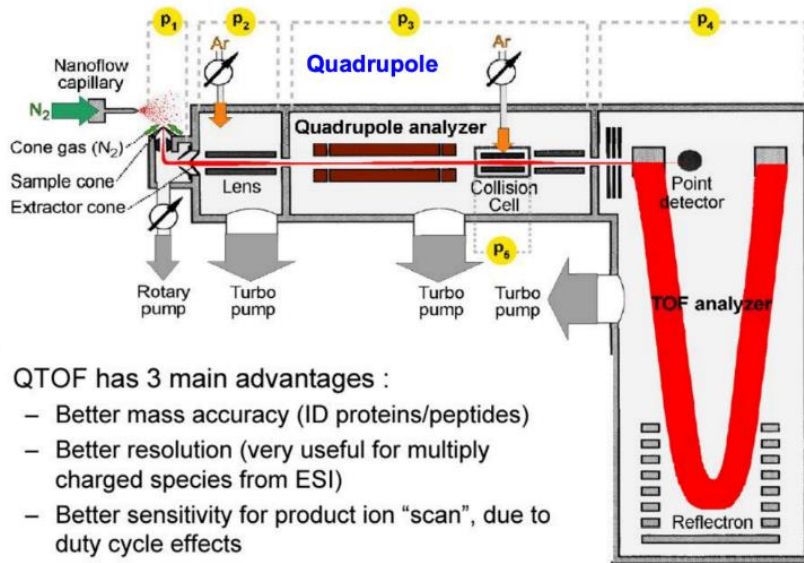 p₁ p₂ p₃ p₄
Nanoflow
capillary
Ar
Quadrupole
Ar
N₂
Quadrupole analyzer
Cone gas (N₂)
Sample cone
Extractor cone
Lens
Collision
Cell
Point
detector
p₅
Rotary
pump
Turbo
pump
Turbo
pump
Turbo
pump
TOF analyzer
QTOF has 3 main advantages :
– Better mass accuracy (ID proteins/peptides)
– Better resolution (very useful for multiply
charged species from ESI)
– Better sensitivity for product ion “scan”, due to
duty cycle effects
Reflectron